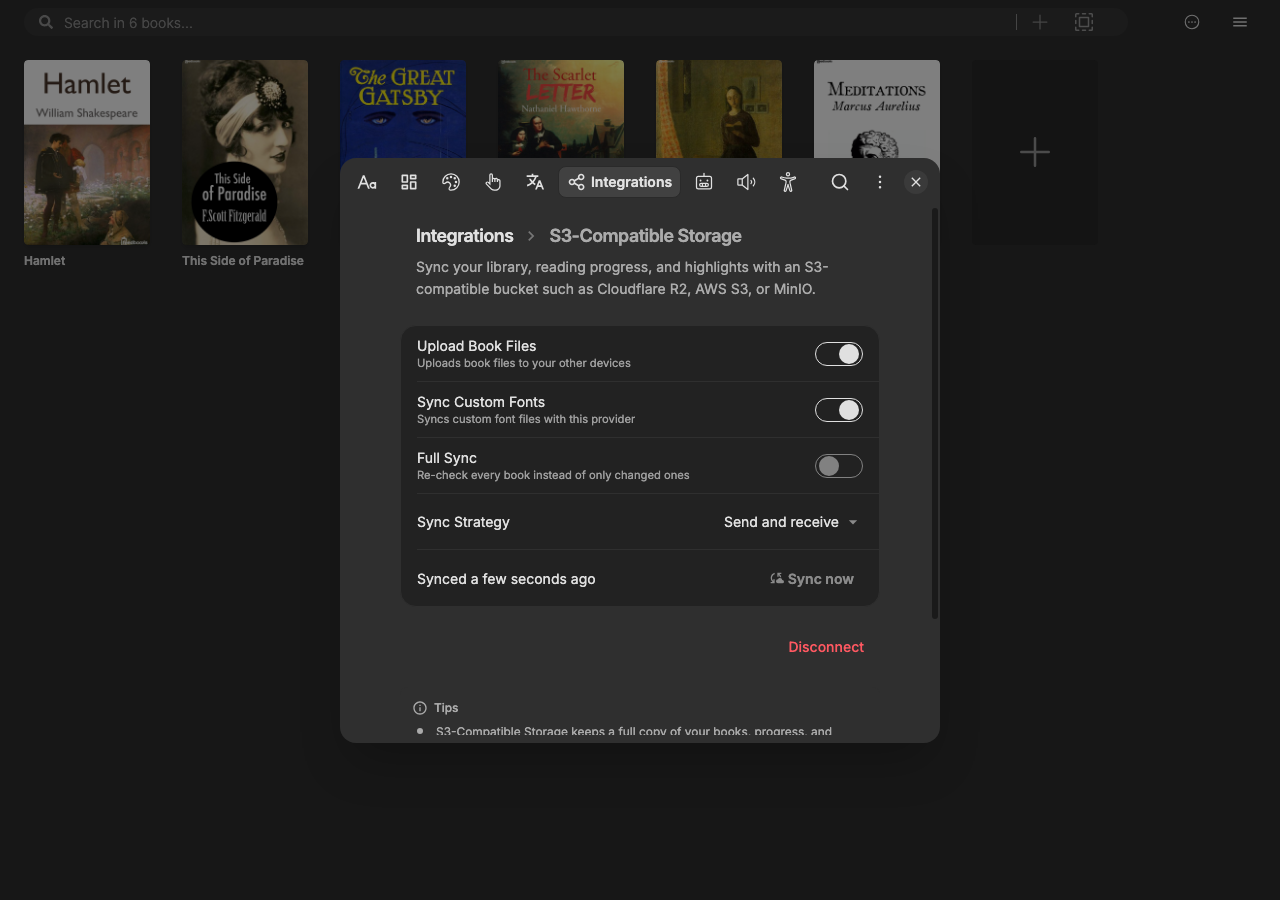 Search in 6 books...
Hamlet
William Shakespeare
This Side
of Paradise
F. Scott Fitzgerald
The GREAT
GATSBY
The Scarlet
LETTER
Nathaniel Hawthorne
MEDITATIONS
Marcus Aurelius
Hamlet
This Side of Paradise
Aa
Integrations
Integrations > S3-Compatible Storage
Sync your library, reading progress, and highlights with an S3-
compatible bucket such as Cloudflare R2, AWS S3, or MinIO.
Upload Book Files
Uploads book files to your other devices
Sync Custom Fonts
Syncs custom font files with this provider
Full Sync
Re-check every book instead of only changed ones
Sync Strategy Send and receive
Synced a few seconds ago Sync now
Disconnect
Tips
S3-Compatible Storage keeps a full copy of your books, progress, and